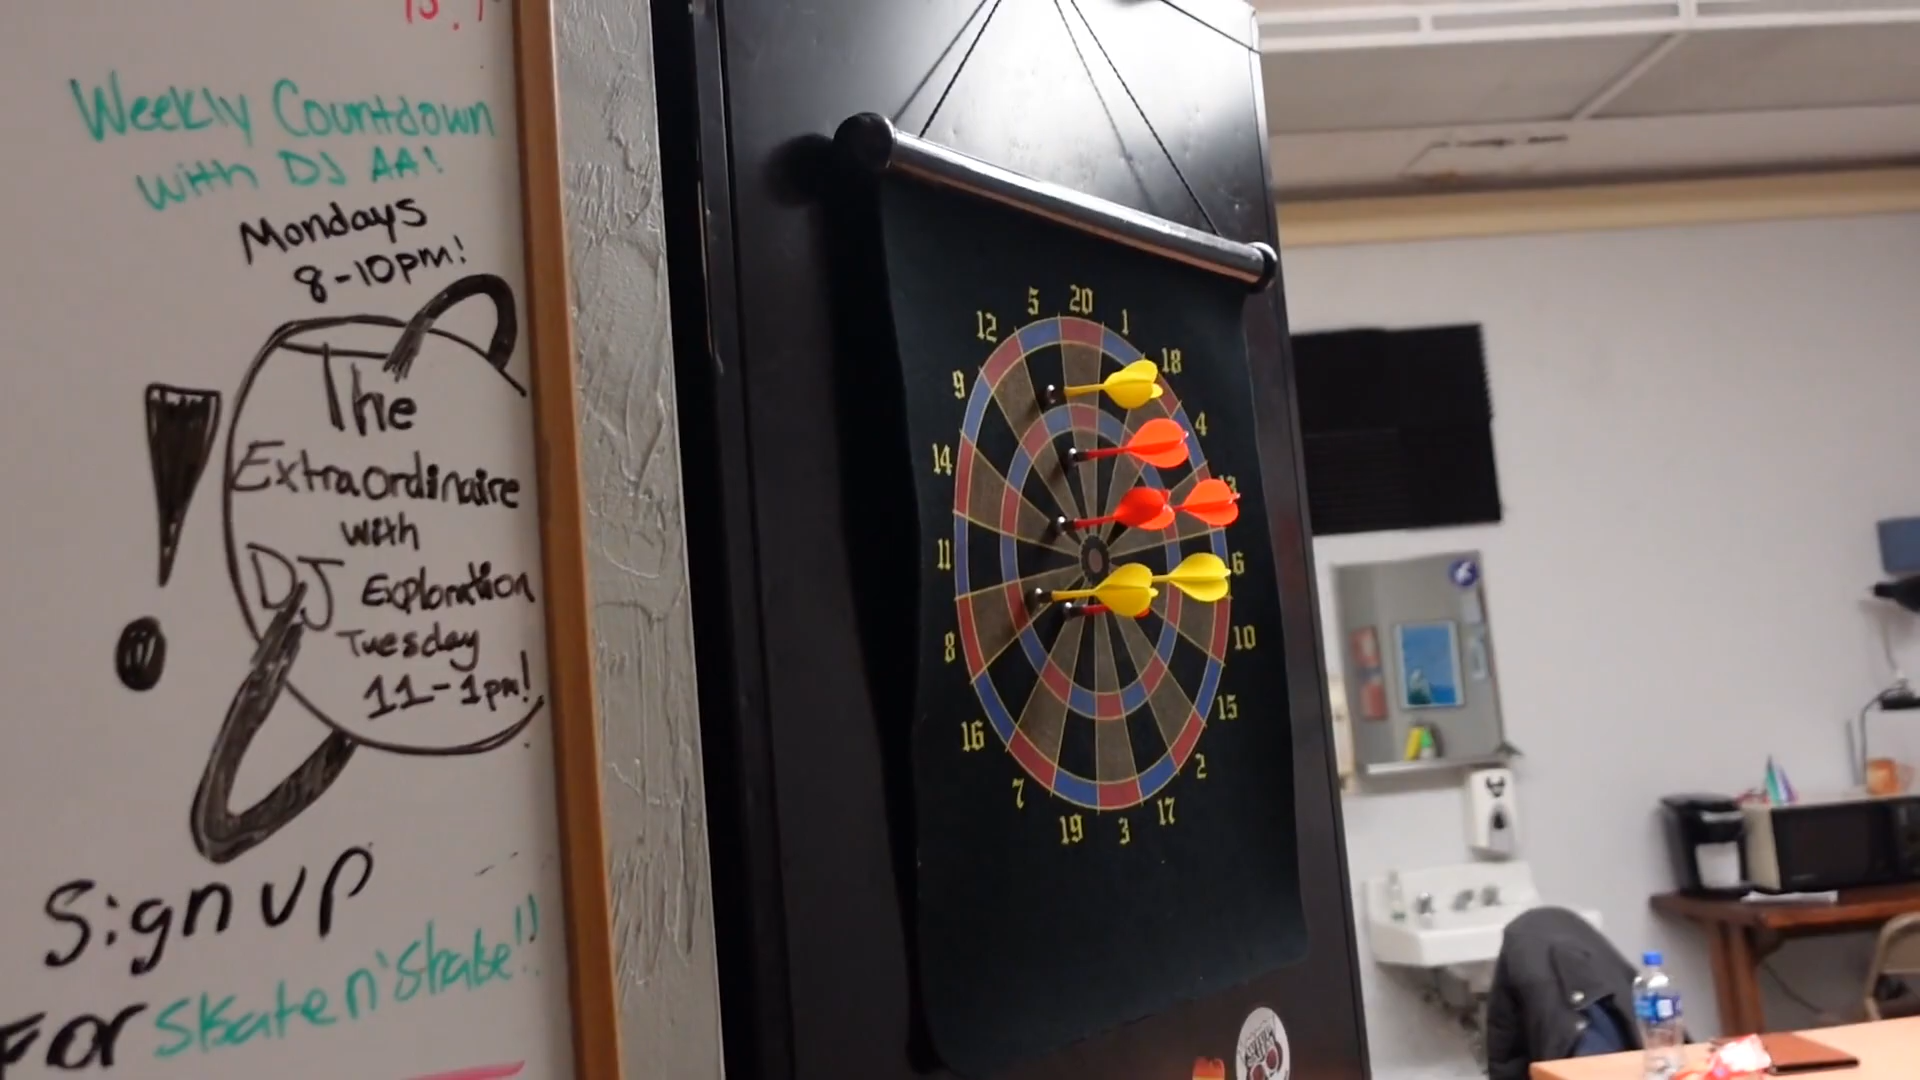 Weekly Countdown
with DJ AA!
Mondays
8-10pm!
The
Extraordinaire
with
DJ Exploration
Tuesday
11-1pm!
Sign up
For Skate n' Shake!!
5 20 1
12 18
9 4
14
11 6
8 10
16 15
7 2
19 3 17